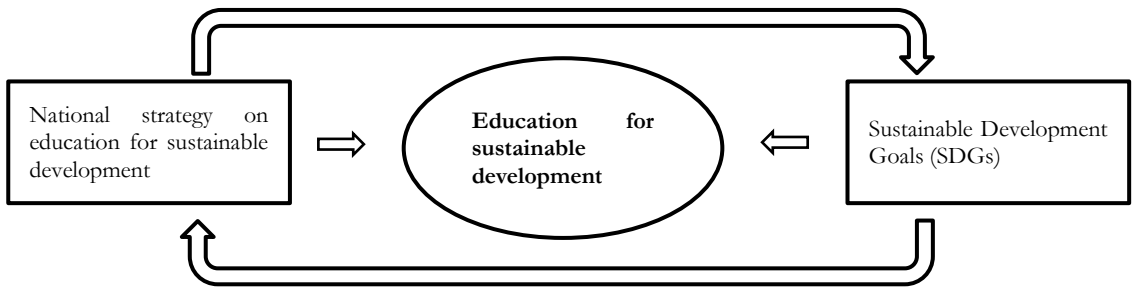 National strategy on
education for sustainable
development
Education for
sustainable
development
Sustainable Development
Goals (SDGs)